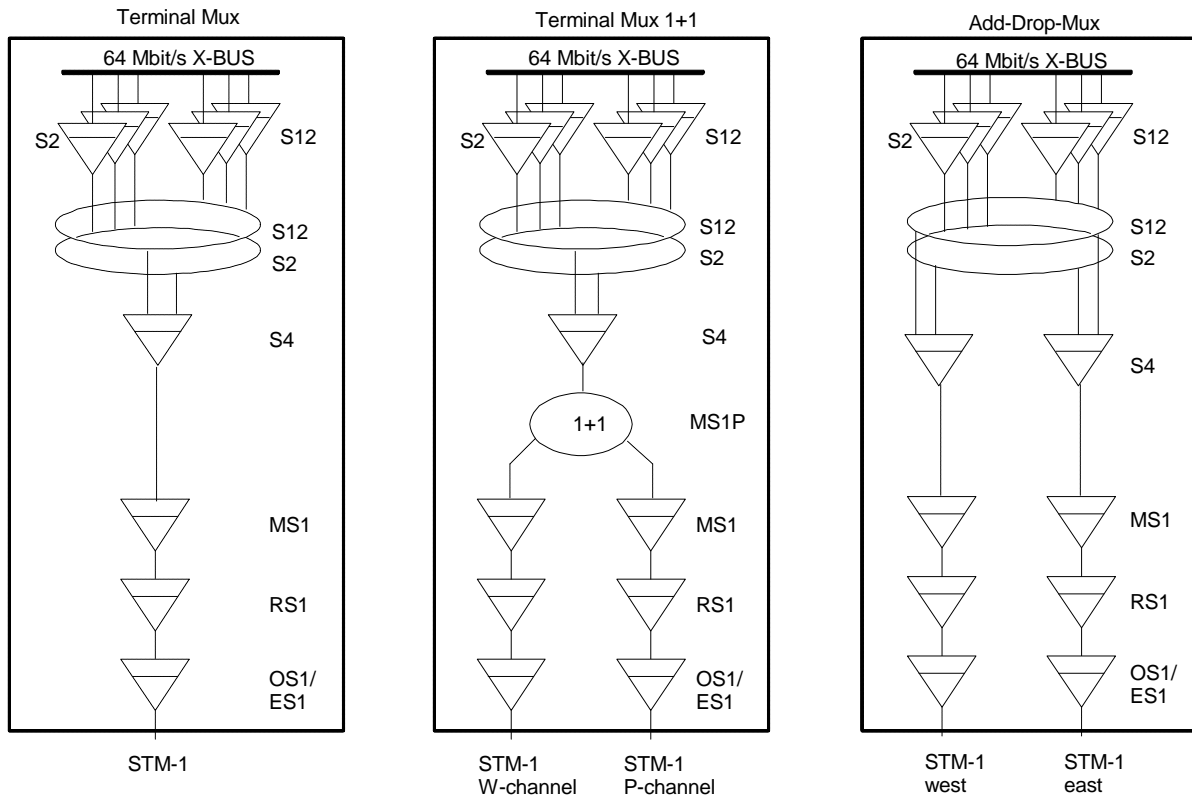 Terminal Mux
64 Mbit/s X-BUS
S2
S12
S12
S2
S4
MS1
RS1
OS1/
ES1
STM-1
Terminal Mux 1+1
64 Mbit/s X-BUS
S2
S12
S12
S2
S4
1+1
MS1P
MS1
RS1
OS1/
ES1
STM-1
W-channel
STM-1
P-channel
Add-Drop-Mux
64 Mbit/s X-BUS
S2
S12
S12
S2
S4
MS1
RS1
OS1/
ES1
STM-1
west
STM-1
east